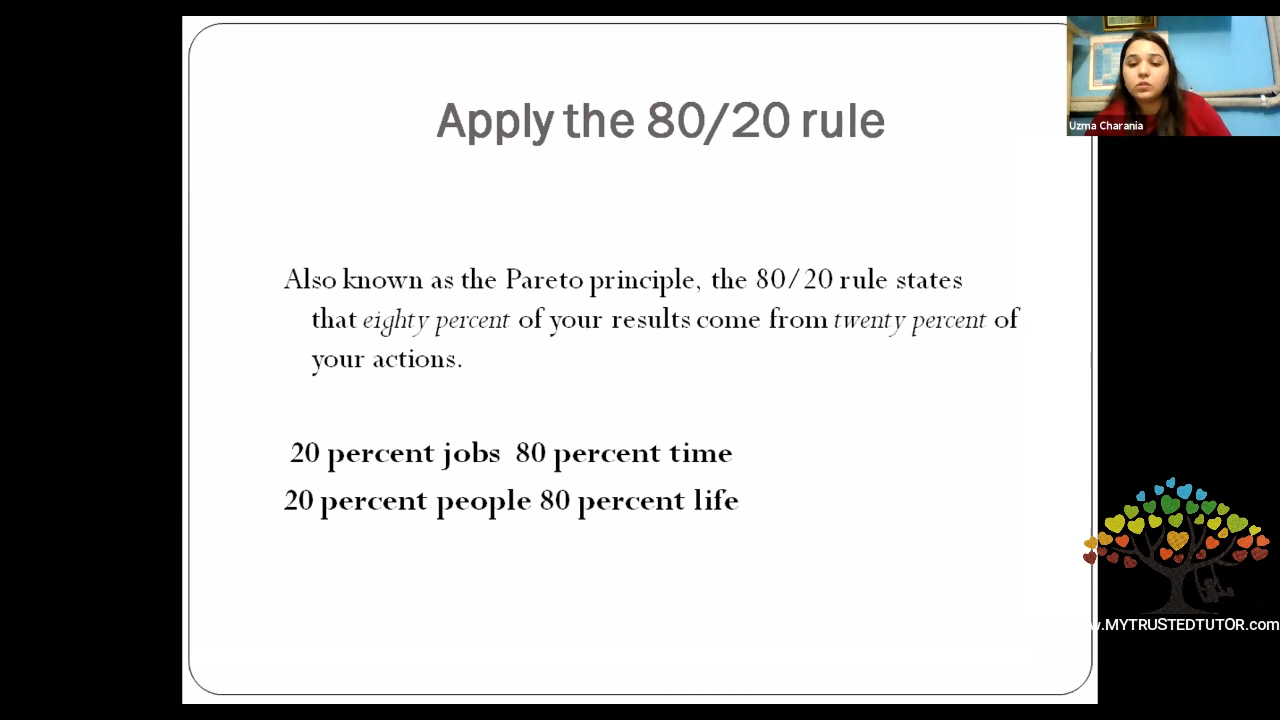 Apply the 80/20 rule
Uzma Charania
Also known as the Pareto principle, the 80/20 rule states
that eighty percent of your results come from twenty percent of
your actions.
20 percent jobs 80 percent time
20 percent people 80 percent life
w.MYTRUSTEDTUTOR.com